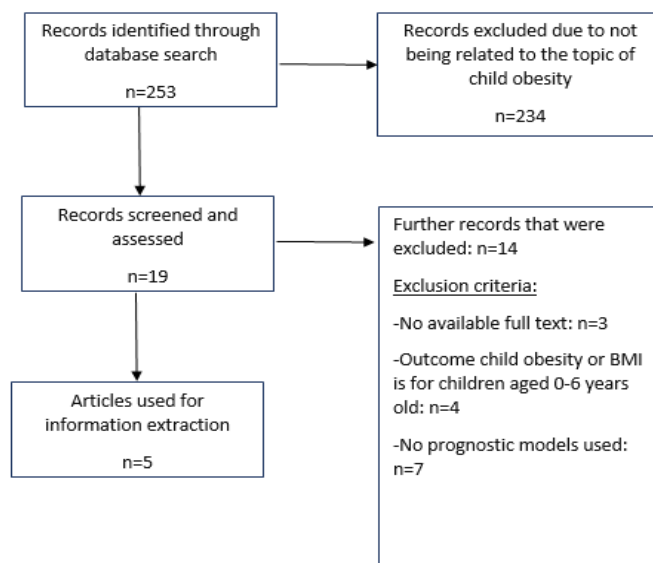 Records identified through
database search
n=253
Records excluded due to not
being related to the topic of
child obesity
n=234
Records screened and
assessed
n=19
Further records that were
excluded: n=14
Exclusion criteria:
-No available full text: n=3
-Outcome child obesity or BMI
is for children aged 0-6 years
old: n=4
-No prognostic models used:
n=7
Articles used for
information extraction
n=5